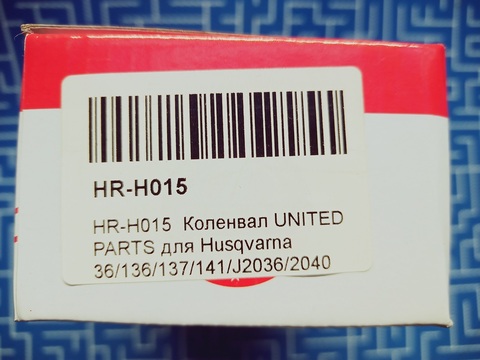 HR-H015
HR-H015 Коленвал UNITED
PARTS для Husqvarna
36/136/137/141/J2036/2040